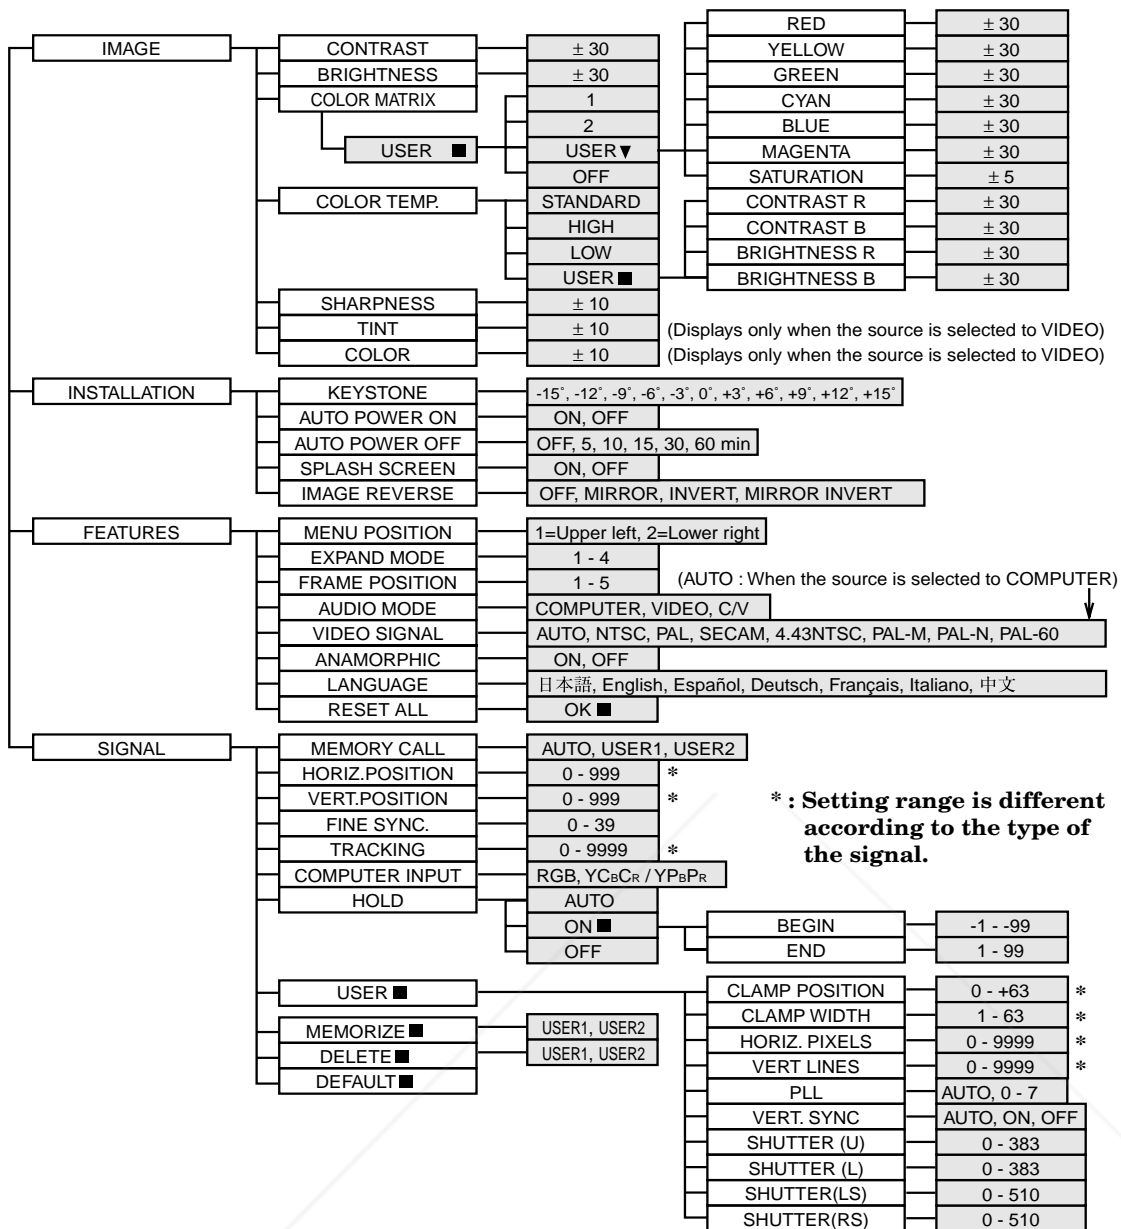 IMAGE
CONTRAST ± 30
BRIGHTNESS ± 30
COLOR MATRIX
USER ■
1
2
USER▼
OFF
RED ± 30
YELLOW ± 30
GREEN ± 30
CYAN ± 30
BLUE ± 30
MAGENTA ± 30
SATURATION ± 5
COLOR TEMP.
STANDARD
HIGH
LOW
USER■
CONTRAST R ± 30
CONTRAST B ± 30
BRIGHTNESS R ± 30
BRIGHTNESS B ± 30
SHARPNESS ± 10
TINT ± 10 (Displays only when the source is selected to VIDEO)
COLOR ± 10 (Displays only when the source is selected to VIDEO)
INSTALLATION
KEYSTONE -15°, -12°, -9°, -6°, -3°, 0°, +3°, +6°, +9°, +12°, +15°
AUTO POWER ON ON, OFF
AUTO POWER OFF OFF, 5, 10, 15, 30, 60 min
SPLASH SCREEN ON, OFF
IMAGE REVERSE OFF, MIRROR, INVERT, MIRROR INVERT
FEATURES
MENU POSITION 1=Upper left, 2=Lower right
EXPAND MODE 1 - 4
FRAME POSITION 1 - 5
(AUTO : When the source is selected to COMPUTER)
AUDIO MODE COMPUTER, VIDEO, C/V
VIDEO SIGNAL AUTO, NTSC, PAL, SECAM, 4.43NTSC, PAL-M, PAL-N, PAL-60
ANAMORPHIC ON, OFF
LANGUAGE 日本語, English, Español, Deutsch, Français, Italiano, 中文
RESET ALL OK ■
SIGNAL
MEMORY CALL AUTO, USER1, USER2
HORIZ.POSITION 0 - 999 *
VERT.POSITION 0 - 999 *
FINE SYNC. 0 - 39
TRACKING 0 - 9999 *
* : Setting range is different
according to the type of
the signal.
COMPUTER INPUT RGB, YCBCR / YPBPR
HOLD
AUTO
ON ■
OFF
BEGIN -1 - -99
END 1 - 99
USER ■
CLAMP POSITION 0 - +63 *
CLAMP WIDTH 1 - 63 *
HORIZ. PIXELS 0 - 9999 *
VERT LINES 0 - 9999 *
PLL AUTO, 0 - 7
VERT. SYNC AUTO, ON, OFF
SHUTTER (U) 0 - 383
SHUTTER (L) 0 - 383
SHUTTER(LS) 0 - 510
SHUTTER(RS) 0 - 510
MEMORIZE■ USER1, USER2
DELETE■ USER1, USER2
DEFAULT■